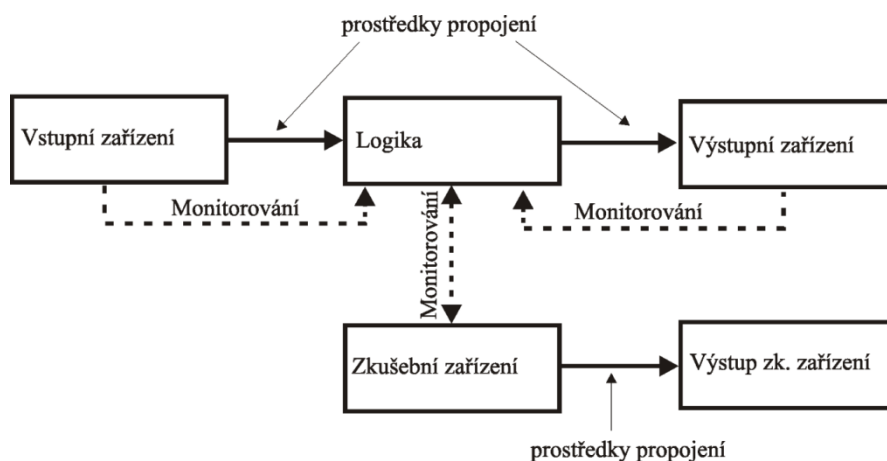 prostředky propojení
Vstupní zařízení
Logika
Výstupní zařízení
Monitorování
Monitorování
Monitorování
Zkušební zařízení
Výstup zk. zařízení
prostředky propojení